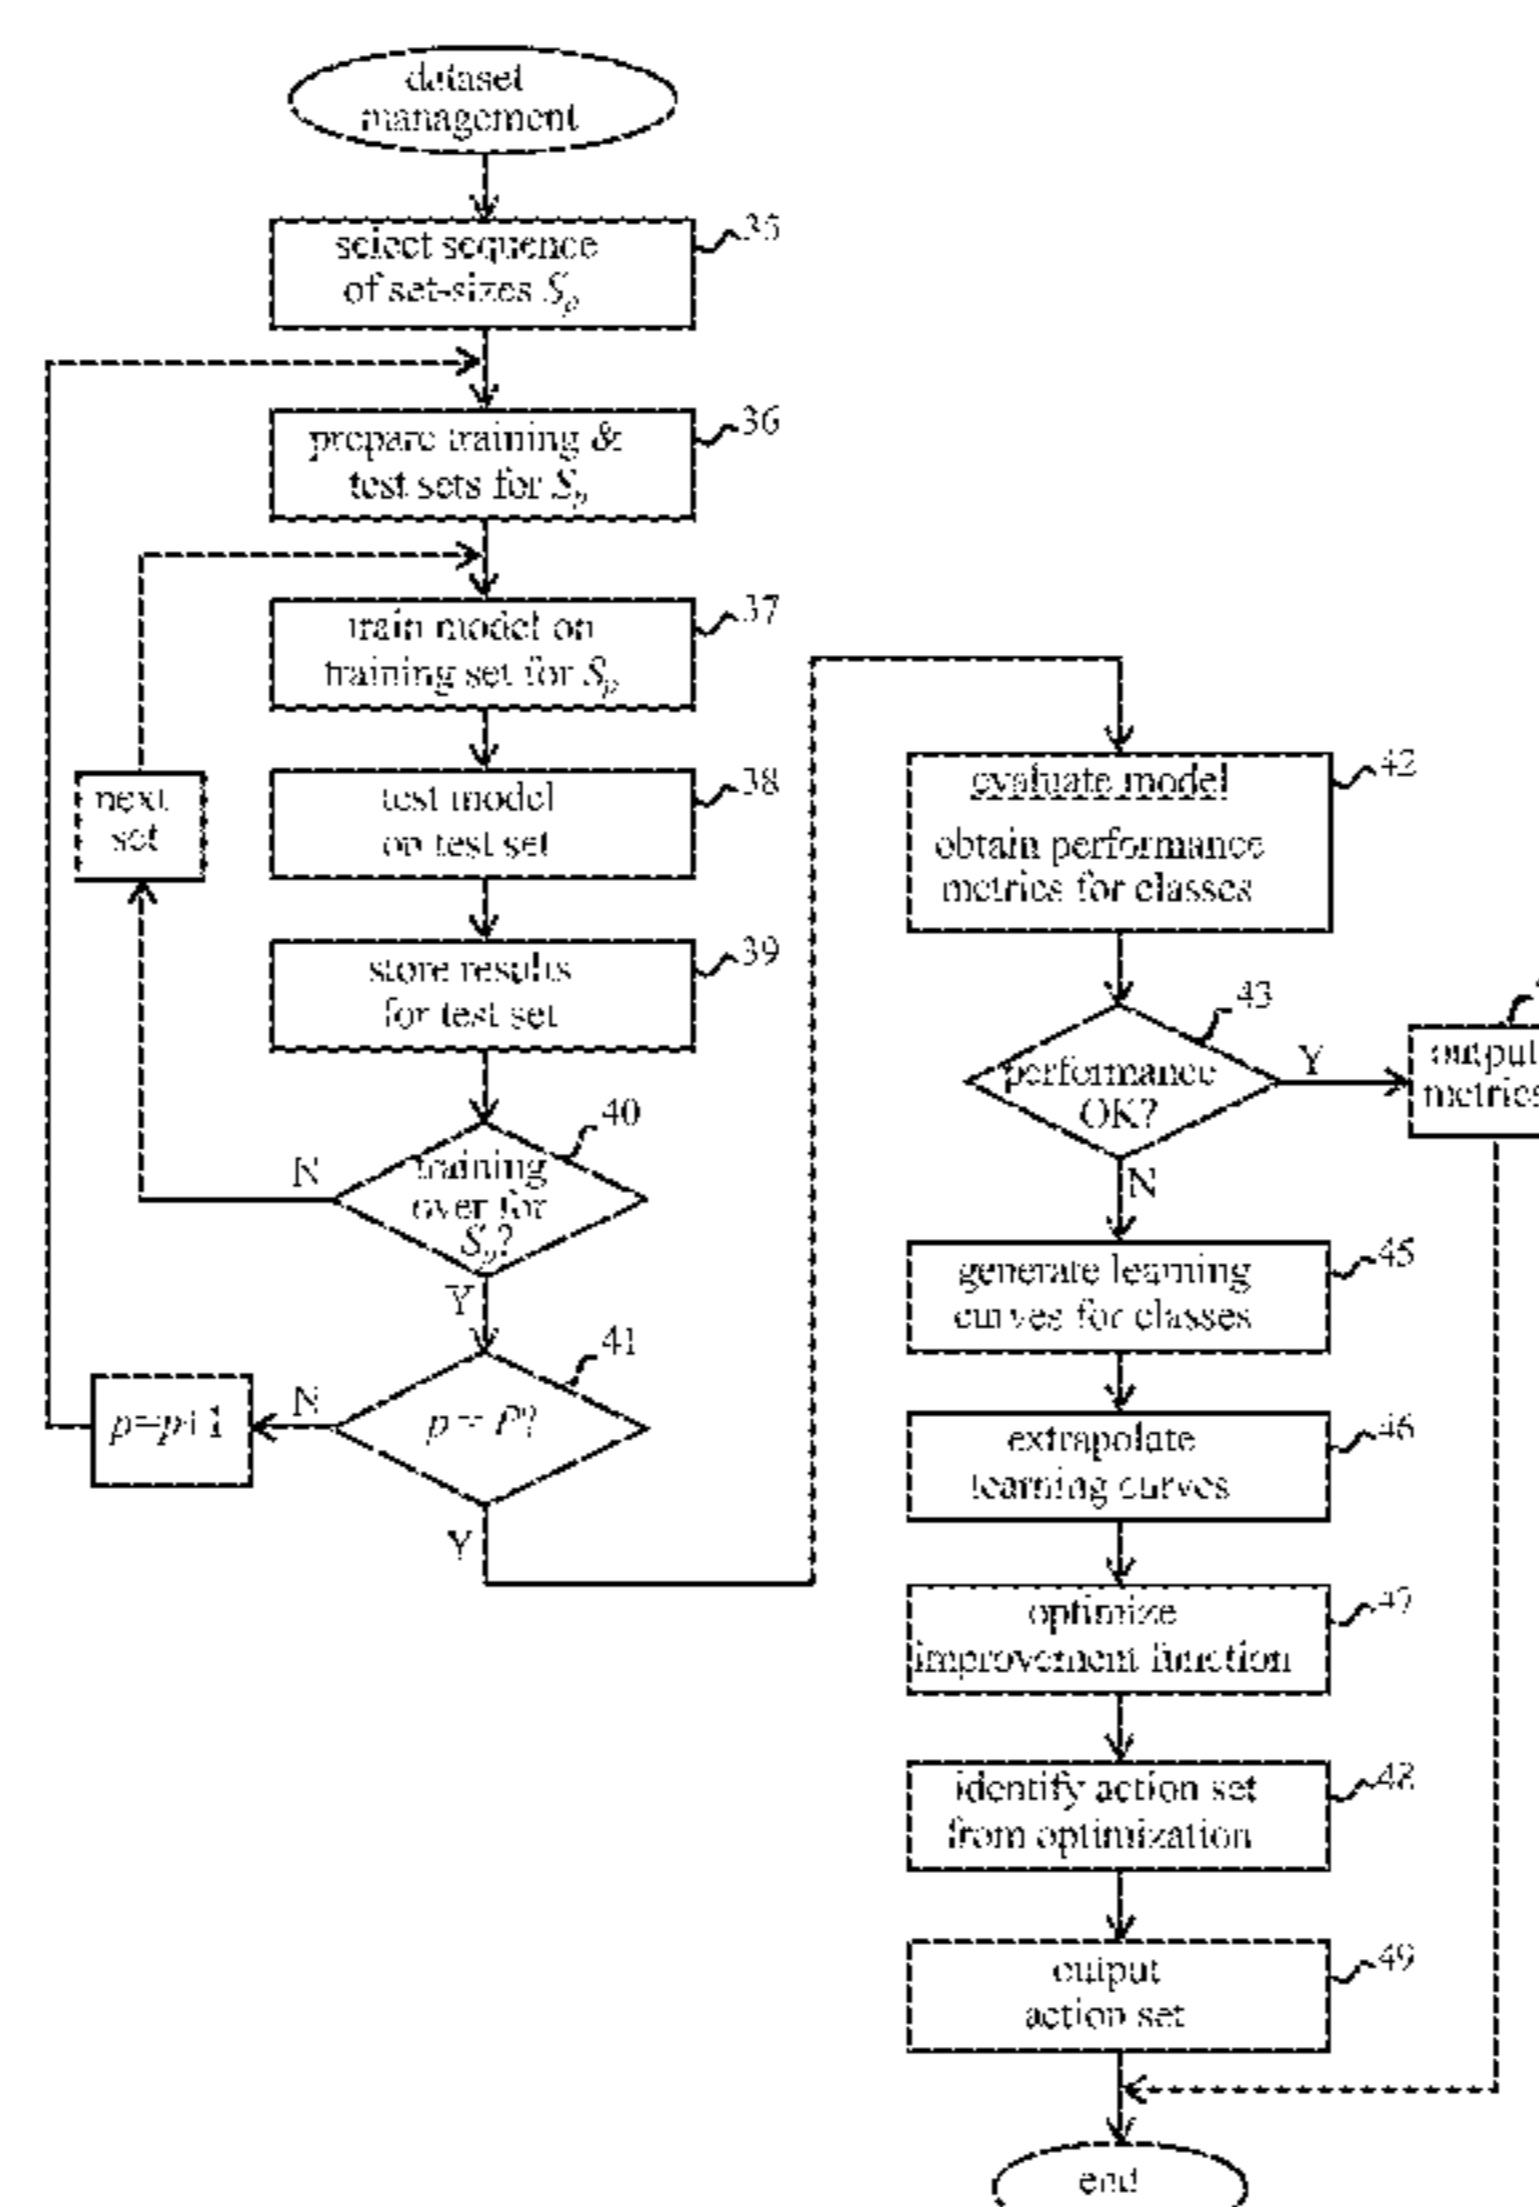 dataset
management
select sequence
of set-sizes Sp
35
prepare training &
test sets for Sp
36
train model on
training set for Sp
37
next
set
test model
on test set
38
store results
for test set
39
training
over for
Sp?
40
N
Y
p = P?
41
N
p=p+1
Y
evaluate model
obtain performance
metrics for classes
42
performance
OK?
43
Y
output
metrics
N
generate learning
curves for classes
45
extrapolate
learning curves
46
optimize
improvement function
47
identify action set
from optimization
48
output
action set
49
end